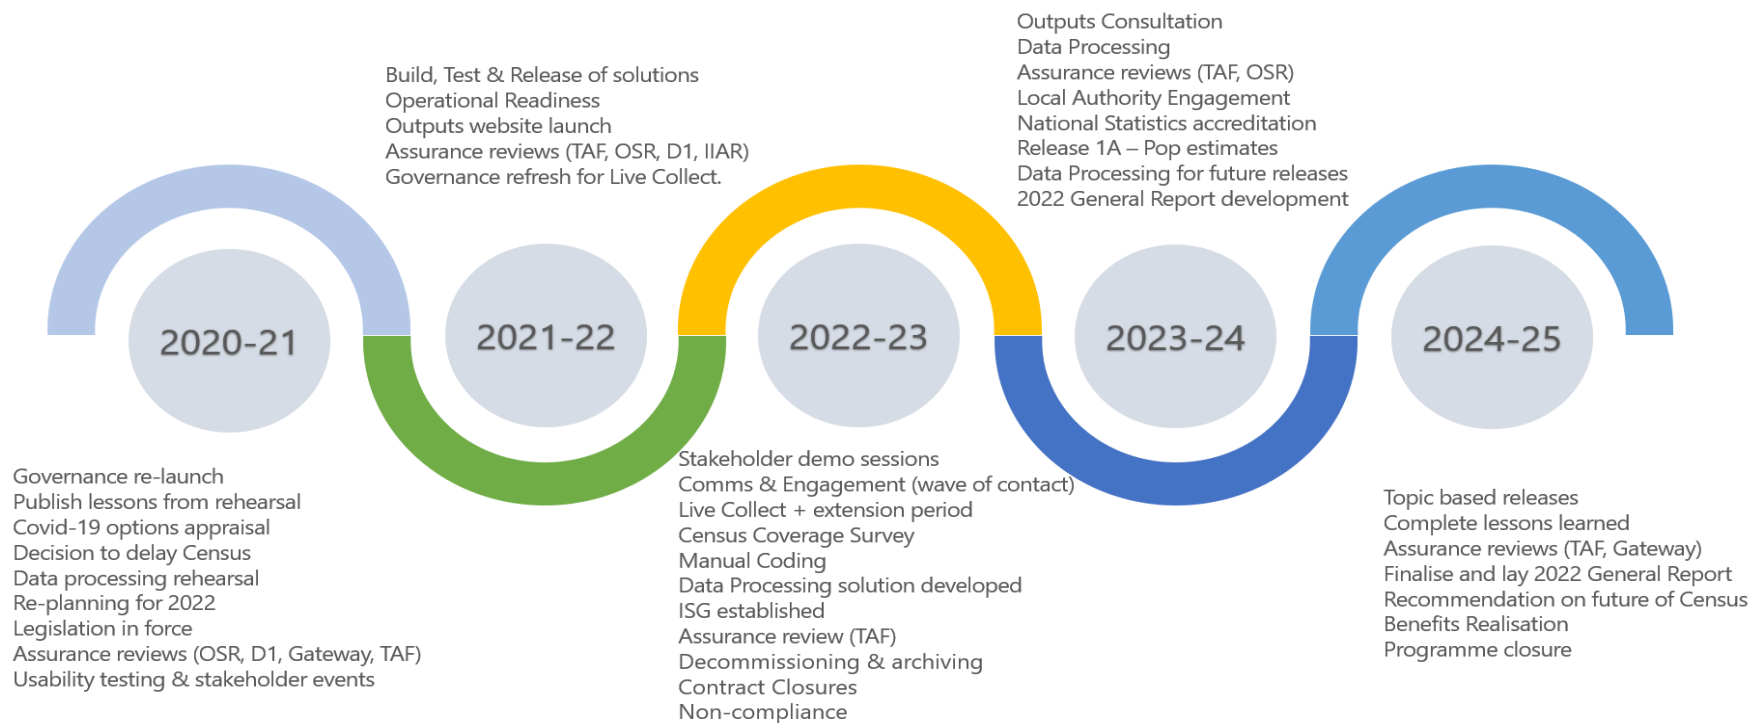 2020-21
Governance re-launch
Publish lessons from rehearsal
Covid-19 options appraisal
Decision to delay Census
Data processing rehearsal
Re-planning for 2022
Legislation in force
Assurance reviews (OSR, D1, Gateway, TAF)
Usability testing & stakeholder events
Build, Test & Release of solutions
Operational Readiness
Outputs website launch
Assurance reviews (TAF, OSR, D1, IIAR)
Governance refresh for Live Collect.
2021-22
2022-23
Stakeholder demo sessions
Comms & Engagement (wave of contact)
Live Collect + extension period
Census Coverage Survey
Manual Coding
Data Processing solution developed
ISG established
Assurance review (TAF)
Decommissioning & archiving
Contract Closures
Non-compliance
Outputs Consultation
Data Processing
Assurance reviews (TAF, OSR)
Local Authority Engagement
National Statistics accreditation
Release 1A – Pop estimates
Data Processing for future releases
2022 General Report development
2023-24
2024-25
Topic based releases
Complete lessons learned
Assurance reviews (TAF, Gateway)
Finalise and lay 2022 General Report
Recommendation on future of Census
Benefits Realisation
Programme closure